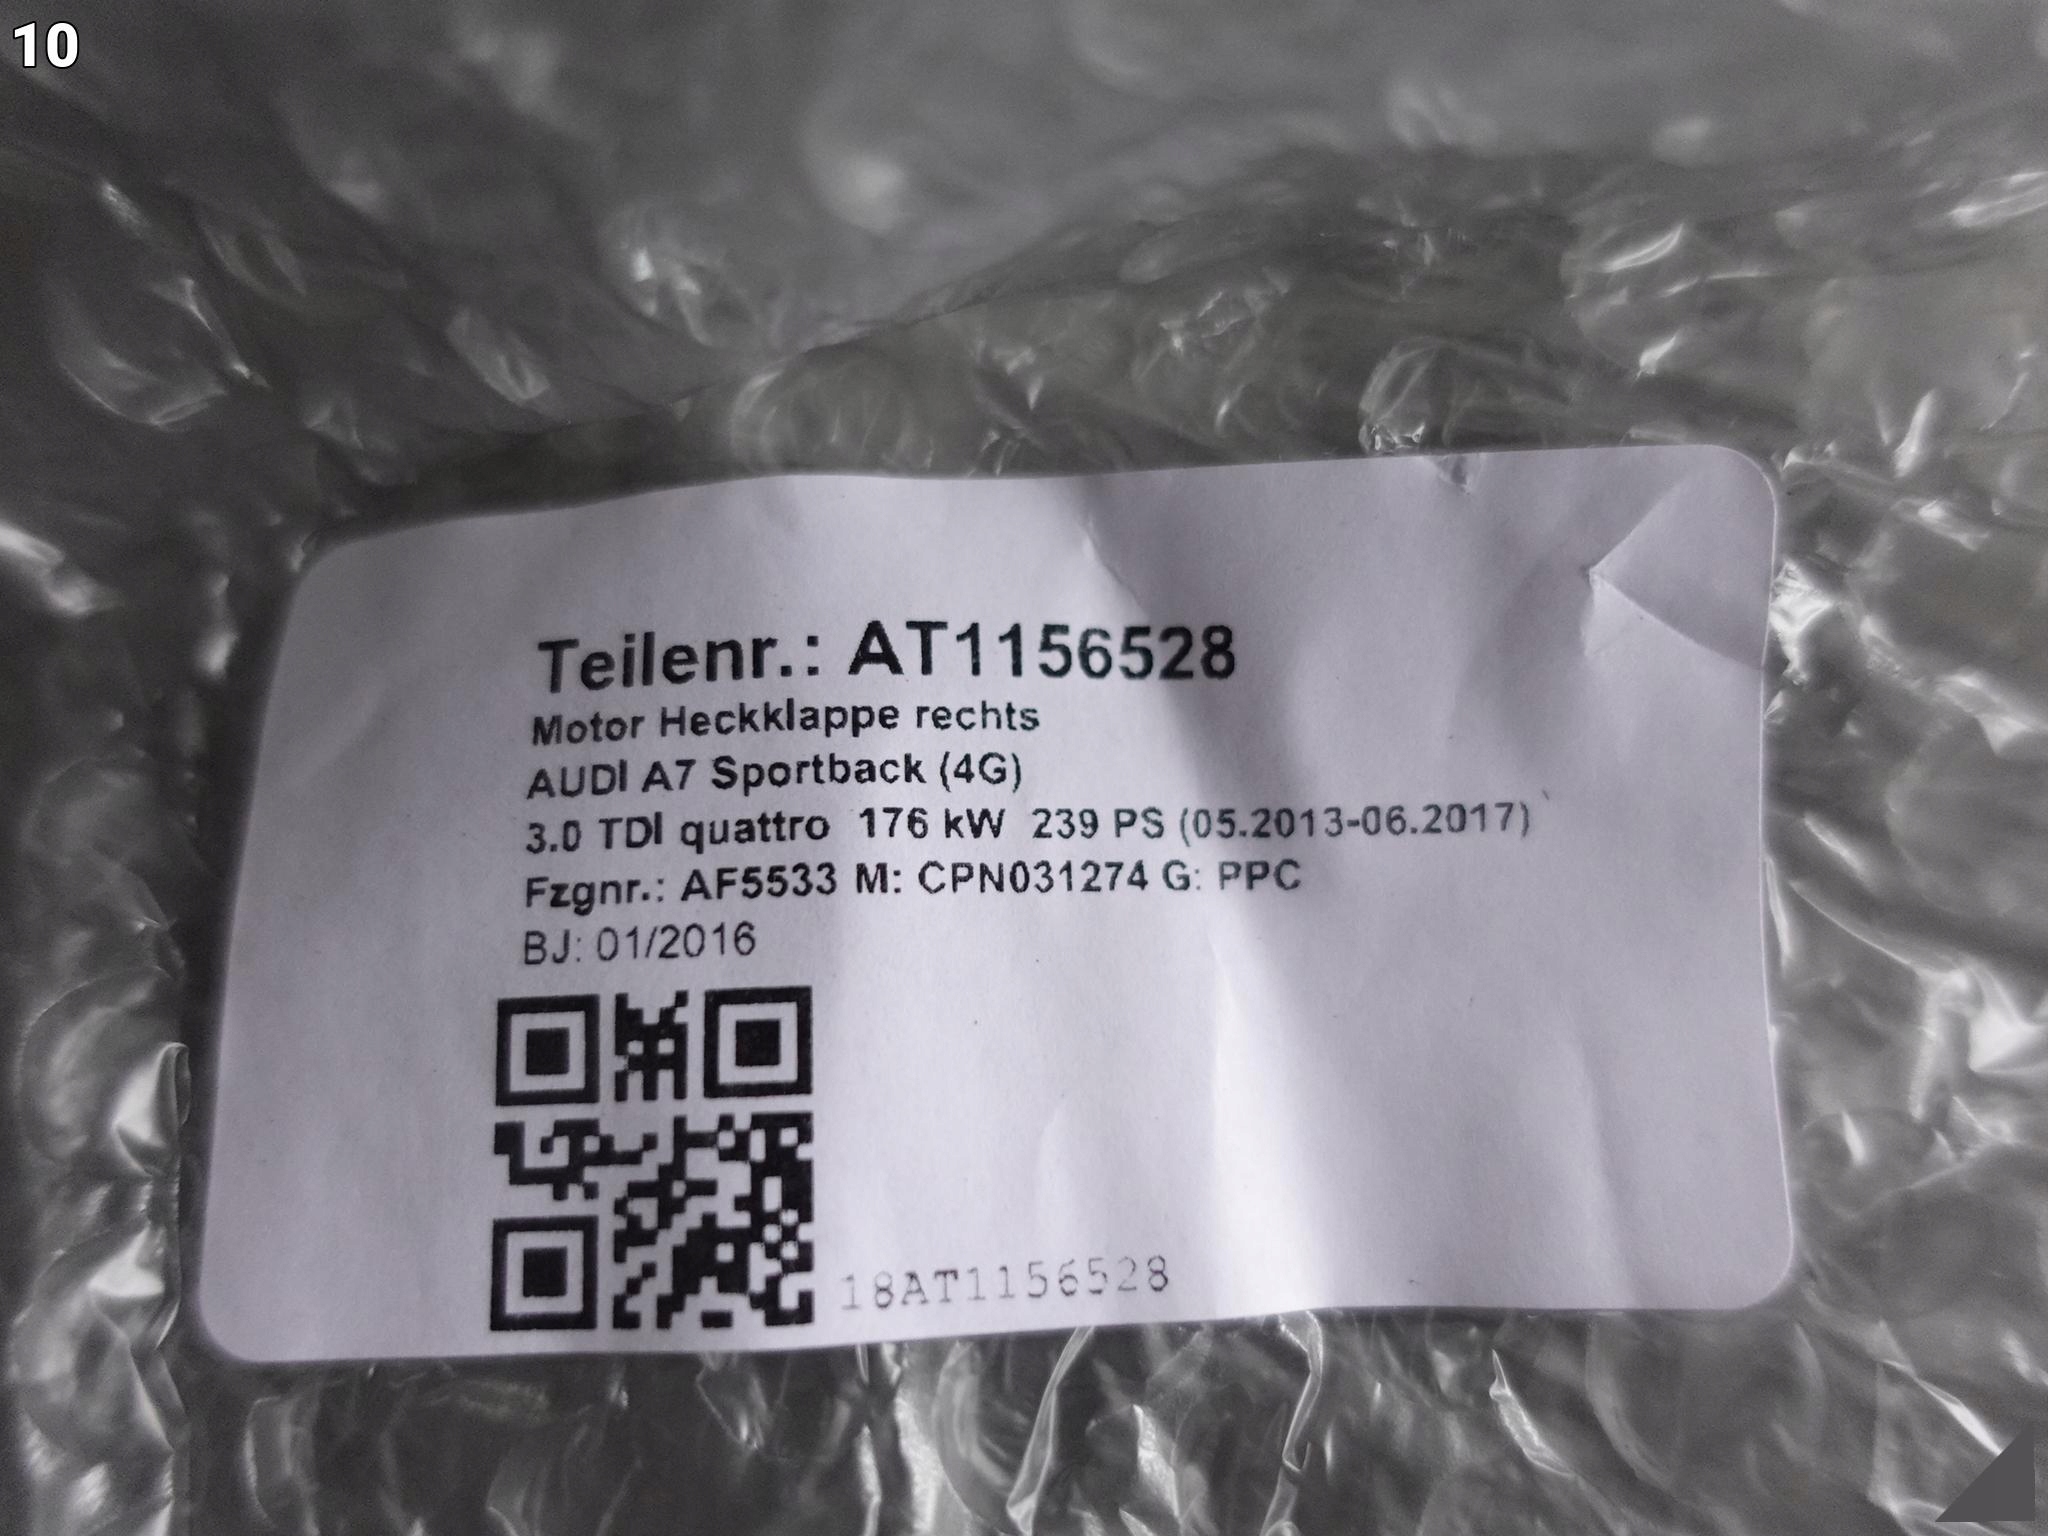 10
Teilenr.: AT1156528
Motor Heckklappe rechts
AUDI A7 Sportback (4G)
3.0 TDI quattro 176 kW 239 PS (05.2013-06.2017)
Fzgnr.: AF5533 M: CPN031274 G: PPC
BJ: 01/2016
18AT1156528